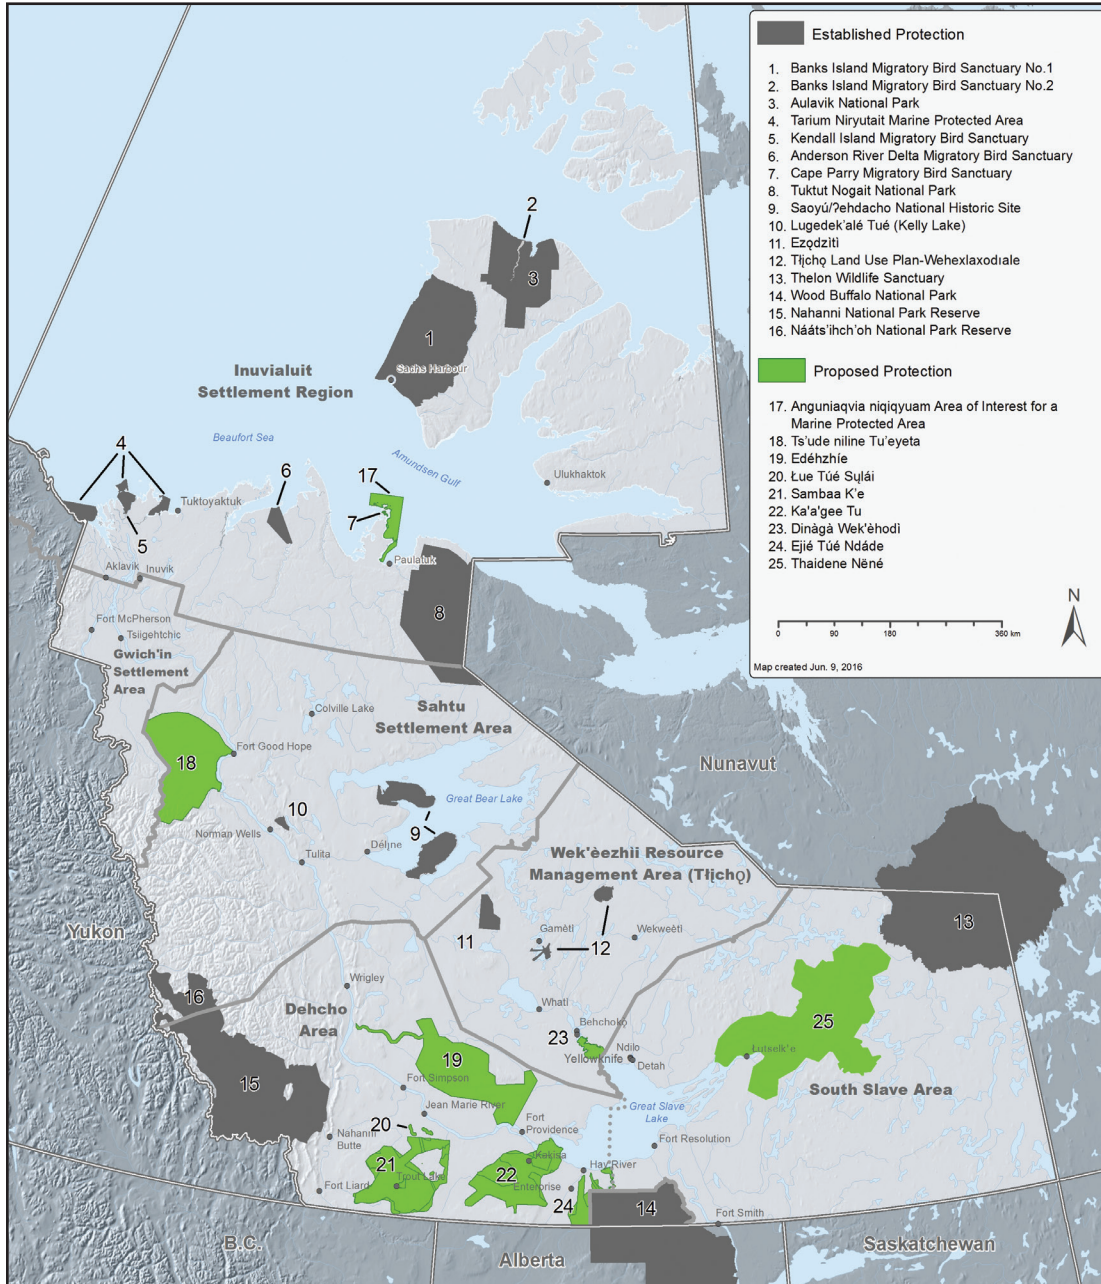 Established Protection
1. Banks Island Migratory Bird Sanctuary No.1
2. Banks Island Migratory Bird Sanctuary No.2
3. Aulavik National Park
4. Tarium Niryutait Marine Protected Area
5. Kendall Island Migratory Bird Sanctuary
6. Anderson River Delta Migratory Bird Sanctuary
7. Cape Parry Migratory Bird Sanctuary
8. Tuktut Nogait National Park
9. Saoyú/Ɂehdacho National Historic Site
10. Lugedek'alé Tué (Kelly Lake)
11. Ezǫdzìtì
12. Tłı̨chǫ Land Use Plan-Wehexlaxodıale
13. Thelon Wildlife Sanctuary
14. Wood Buffalo National Park
15. Nahanni National Park Reserve
16. Nááts'ihch'oh National Park Reserve
Proposed Protection
17. Anguniaqvia niqiqyuam Area of Interest for a
Marine Protected Area
18. Ts'ude niline Tu'eyeta
19. Edéhzhíe
20. Łue Túé Sųlái
21. Sambaa K'e
22. Ka'a'gee Tu
23. Dinàgà Wek'èhodì
24. Ejié Túé Ndáde
25. Thaidene Nëné
N
0 90 180 360 km
Map created Jun. 9, 2016
2
3
1
Sachs Harbour
Inuvialuit
Settlement Region
Beaufort Sea
Amundsen Gulf
Ulukhaktok
4
6
17
7
5
Tuktoyaktuk
Paulatuk
8
Aklavik
Inuvik
Fort McPherson
Tsiigehtchic
Gwich'in
Settlement
Area
Colville Lake
Sahtu
Settlement Area
Fort Good Hope
18
Nunavut
Great Bear Lake
10
9
Norman Wells
Délı̨ne
Tulita
Wek'èezhii Resource
Management Area (Tłı̨chǫ)
13
Yukon
11
Gamètì
12
Wekweètì
16
Wrigley
Dehcho
Area
Whatì
Behchokǫ̀
23
25
Ndilo
Yellowknife
Detah
Łutselk'e
19
15
Fort Simpson
South Slave Area
Jean Marie River
Great Slave
Lake
20
Fort
Providence
Nahanni
Butte
Fort Resolution
Kakisa
21
22
Hay River
Trout Lake
Enterprise
Fort Liard
24
14
Fort Smith
B.C.
Alberta
Saskatchewan